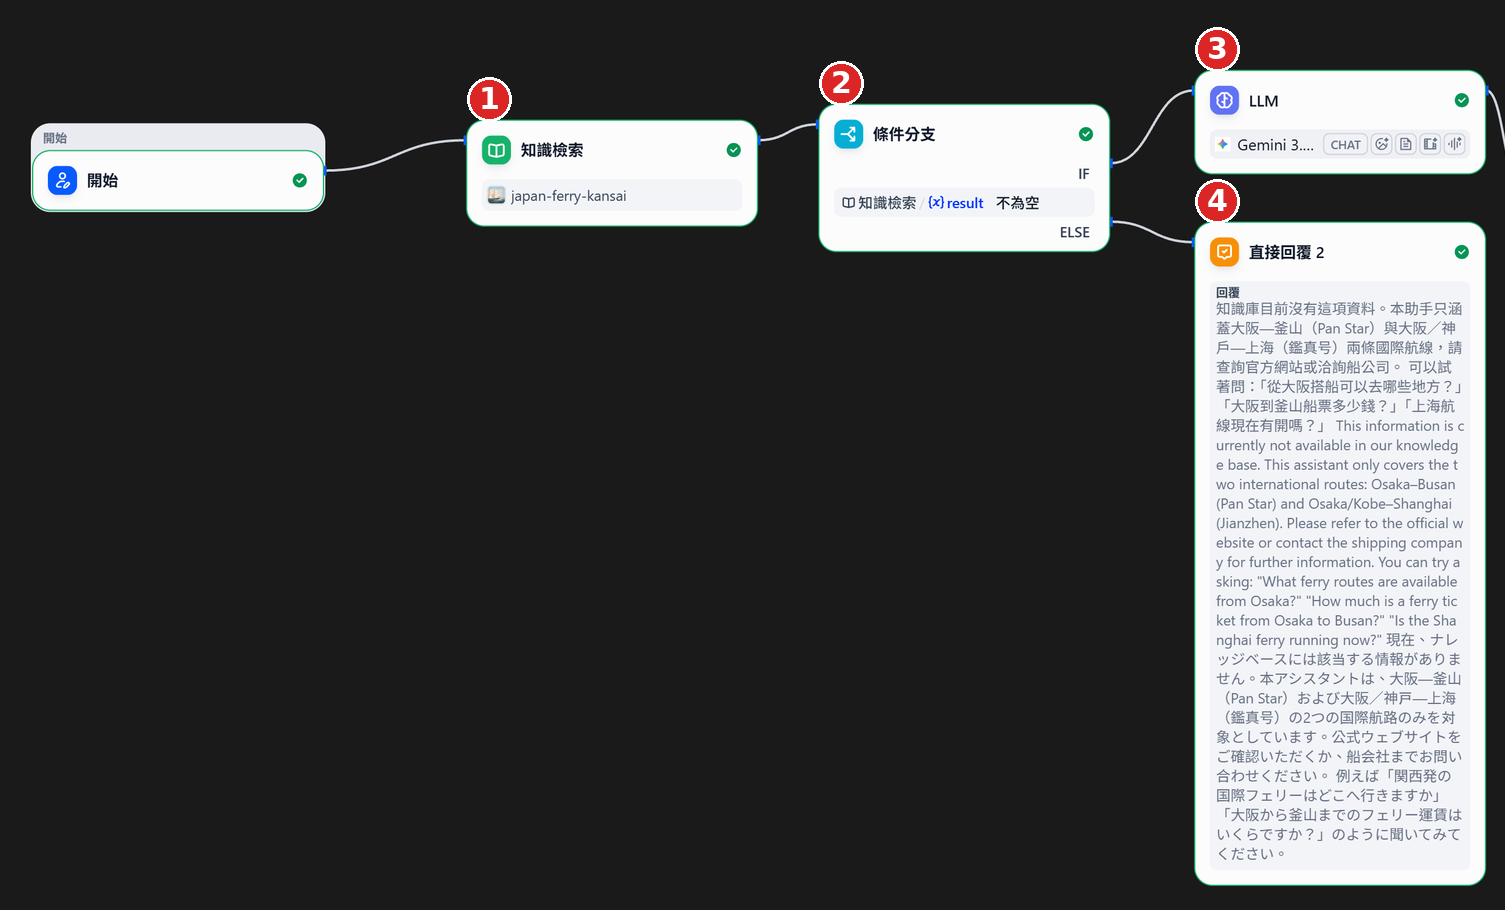 開始
開始
1
知識檢索
japan-ferry-kansai
2
條件分支
IF
知識檢索 / {x} result 不為空
ELSE
3
LLM
Gemini 3.... CHAT
4
直接回覆 2
回覆
知識庫目前沒有這項資料。本助手只涵
蓋大阪—釜山（Pan Star）與大阪／神
戶—上海（鑑真号）兩條國際航線，請
查詢官方網站或洽詢船公司。 可以試
著問：「從大阪搭船可以去哪些地方？」
「大阪到釜山船票多少錢？」「上海航
線現在有開嗎？」 This information is c
urrently not available in our knowledg
e base. This assistant only covers the t
wo international routes: Osaka–Busan
(Pan Star) and Osaka/Kobe–Shanghai
(Jianzhen). Please refer to the official w
ebsite or contact the shipping compan
y for further information. You can try a
sking: "What ferry routes are available
from Osaka?" "How much is a ferry tic
ket from Osaka to Busan?" "Is the Sha
nghai ferry running now?" 現在、ナレ
ッジベースには該当する情報がありま
せん。本アシスタントは、大阪—釜山
（Pan Star）および大阪／神戸—上海
（鑑真号）の2つの国際航路のみを対
象としています。公式ウェブサイトを
ご確認いただくか、船会社までお問い
合わせください。 例えば「関西発の
国際フェリーはどこへ行きますか」
「大阪から釜山までのフェリー運賃は
いくらですか？」のように聞いてみて
ください。